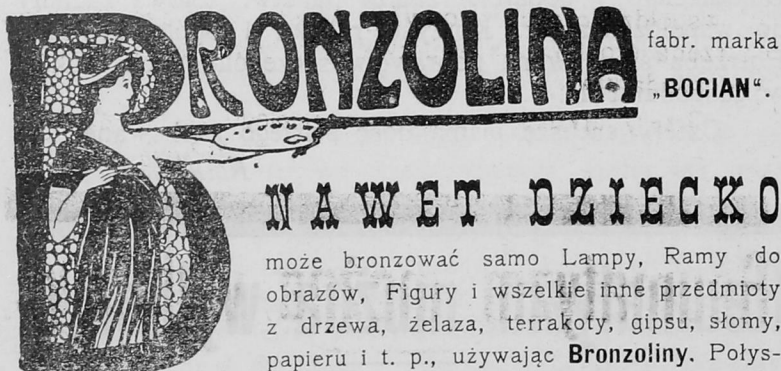 BRONZOLINA
fabr. marka
„BOCIAN“.
NAWET DZIECKO
może bronzować samo Lampy, Ramy do
obrazów, Figury i wszelkie inne przedmioty
z drzewa, żelaza, terrakoty, gipsu, słomy,
papieru i t. p., używając Bronzoliny. Połys-